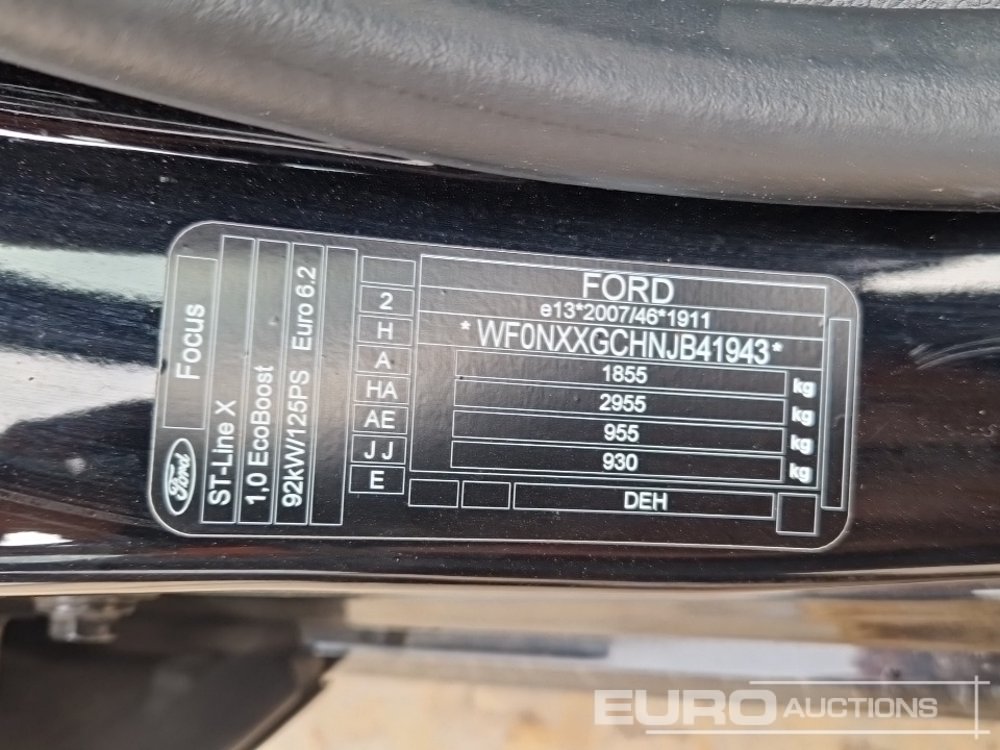 Ford
Focus
ST-Line X
1,0 EcoBoost
92kW/125PS Euro 6.2
2
H
A
HA
AE
J J
E
FORD
e13*2007/46*1911
*WF0NXXGCHNJB41943*
1855 kg
2955 kg
955 kg
930 kg
DEH
EURO AUCTIONS